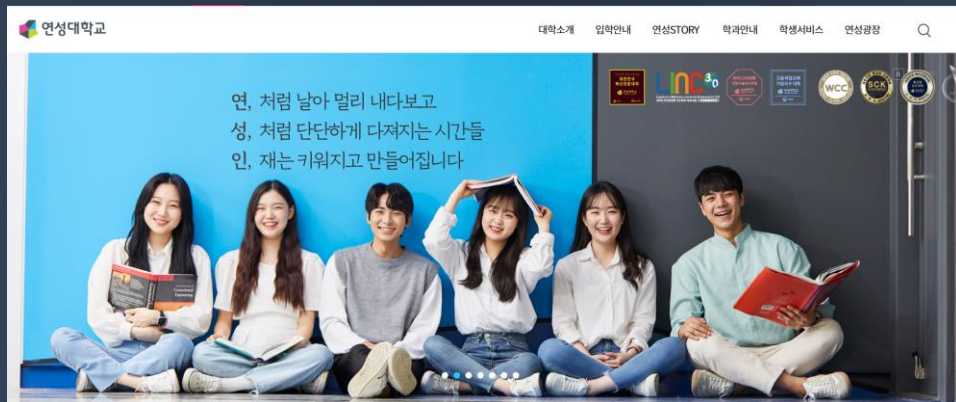 연성대학교
대학소개 입학안내 연성STORY 학과안내 학생서비스 연성광장
LINC 3.0
WCC
SCK
연, 처럼 날아 멀리 내다보고
성, 처럼 단단하게 다져지는 시간들
인, 재는 키워지고 만들어집니다